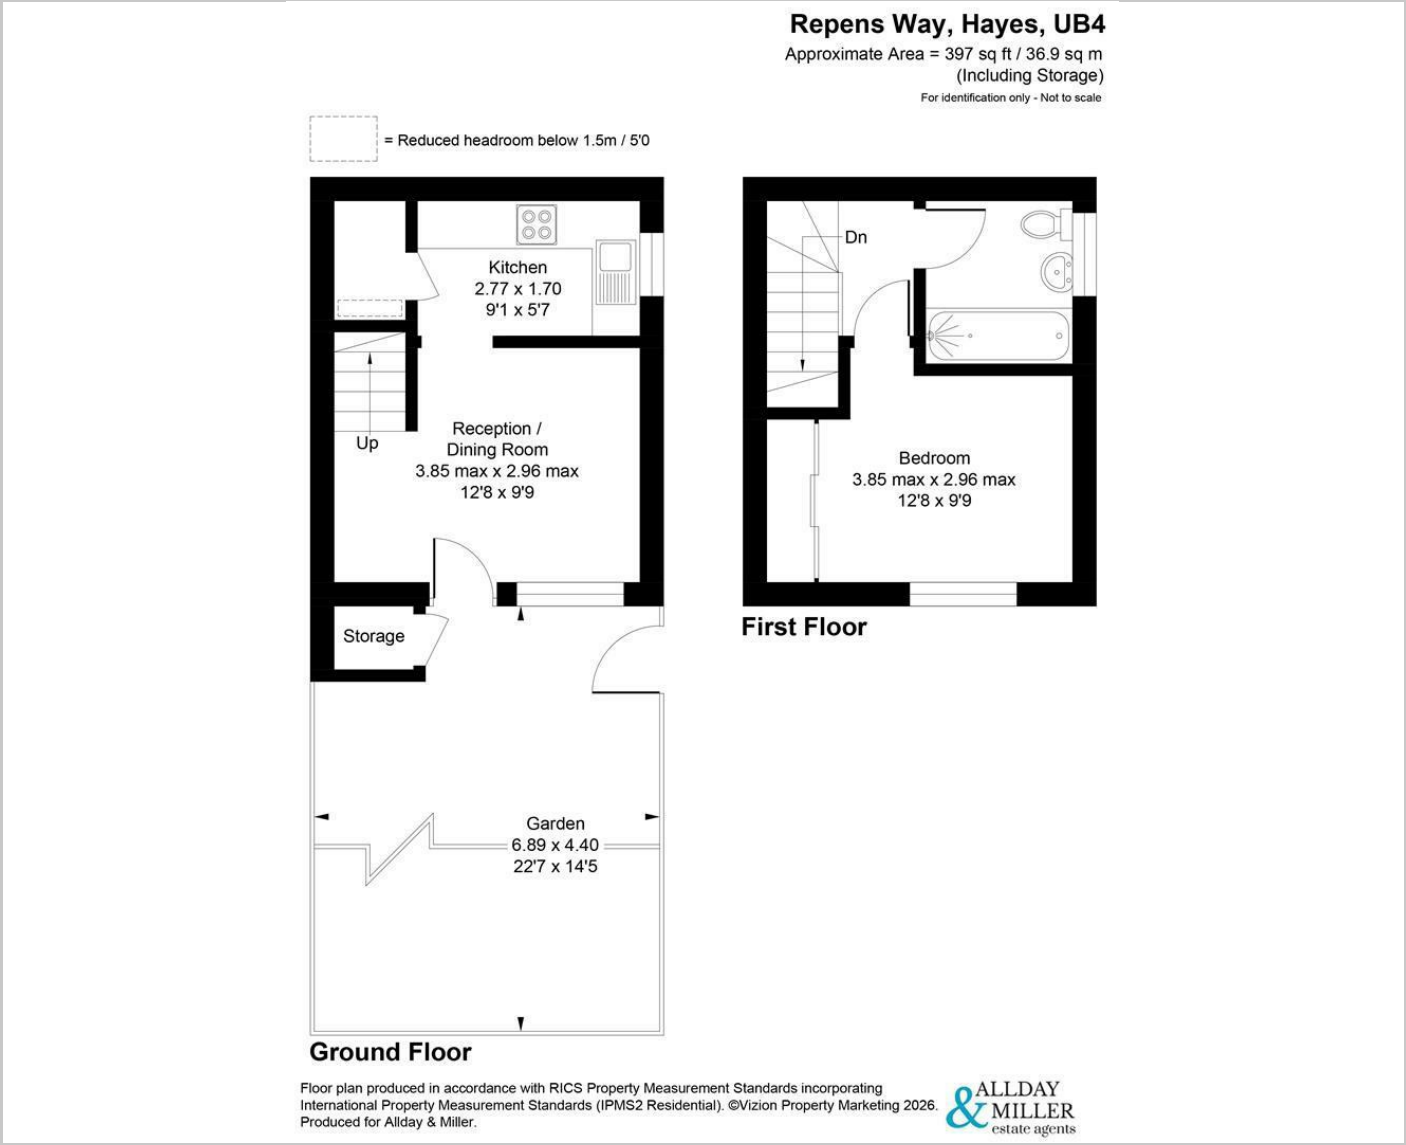 Repens Way, Hayes, UB4
Approximate Area = 397 sq ft / 36.9 sq m
(Including Storage)
For identification only - Not to scale
= Reduced headroom below 1.5m / 5'0
Kitchen
2.77 x 1.70
9'1 x 5'7
Up
Reception /
Dining Room
3.85 max x 2.96 max
12'8 x 9'9
Storage
Garden
6.89 x 4.40
22'7 x 14'5
Ground Floor
Dn
Bedroom
3.85 max x 2.96 max
12'8 x 9'9
First Floor
Floor plan produced in accordance with RICS Property Measurement Standards incorporating
International Property Measurement Standards (IPMS2 Residential). ©Vizion Property Marketing 2026.
Produced for Allday & Miller.
ALLDAY
& MILLER
estate agents